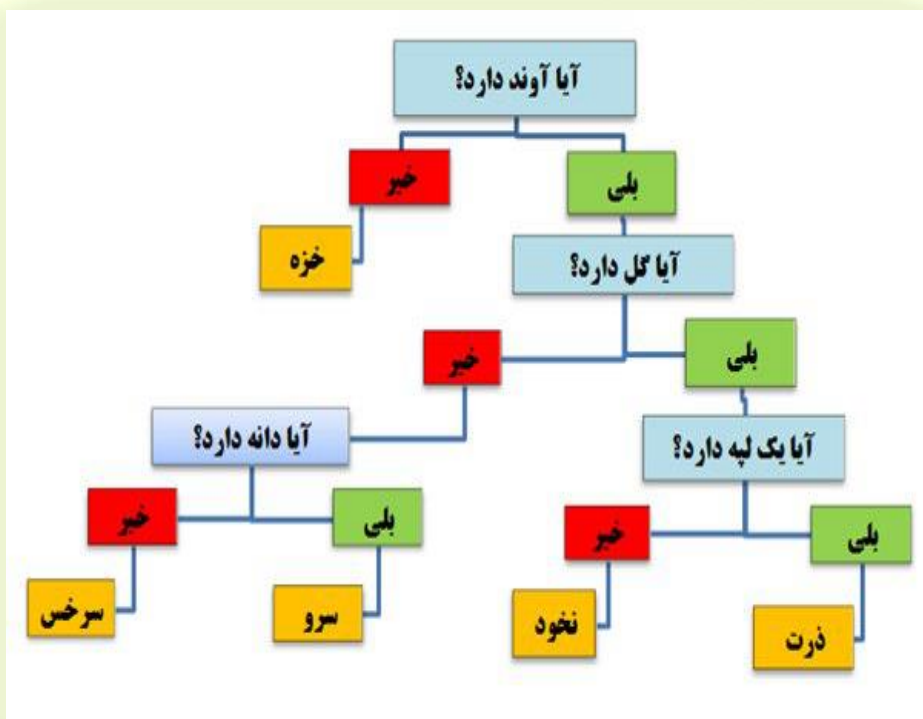 آیا آوند دارد؟
بلی
خیر
خزه
آیا گل دارد؟
بلی
خیر
آیا یک لپه دارد؟
آیا دانه دارد؟
بلی
خیر
بلی
خیر
ذرت
نخود
سرو
سرخس